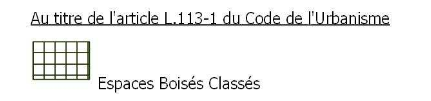 Au titre de l'article L.113-1 du Code de l'Urbanisme
Espaces Boisés Classés